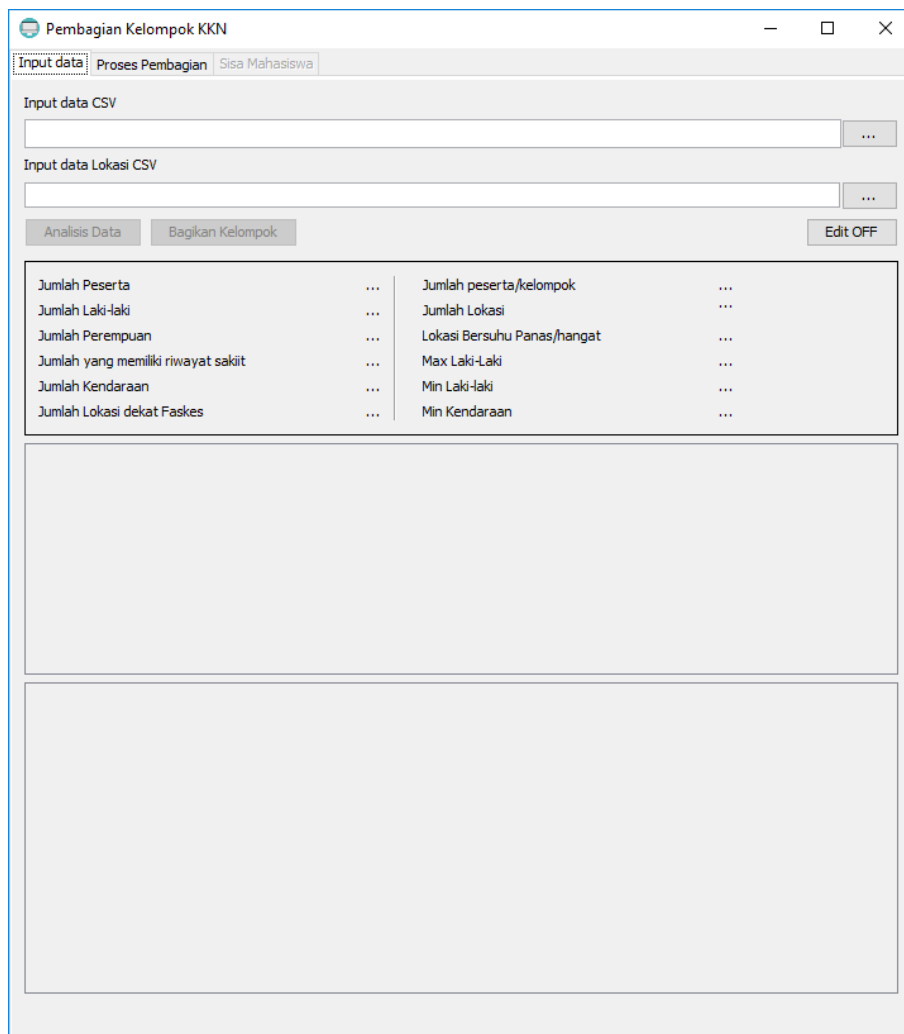 Pembagian Kelompok KKN
Input data Proses Pembagian Sisa Mahasiswa
Input data CSV
...
Input data Lokasi CSV
...
Analisis Data Bagikan Kelompok Edit OFF
Jumlah Peserta ... Jumlah peserta/kelompok ...
Jumlah Laki-laki ... Jumlah Lokasi ...
Jumlah Perempuan ... Lokasi Bersuhu Panas/hangat ...
Jumlah yang memiliki riwayat sakiit ... Max Laki-Laki ...
Jumlah Kendaraan ... Min Laki-laki ...
Jumlah Lokasi dekat Faskes ... Min Kendaraan ...